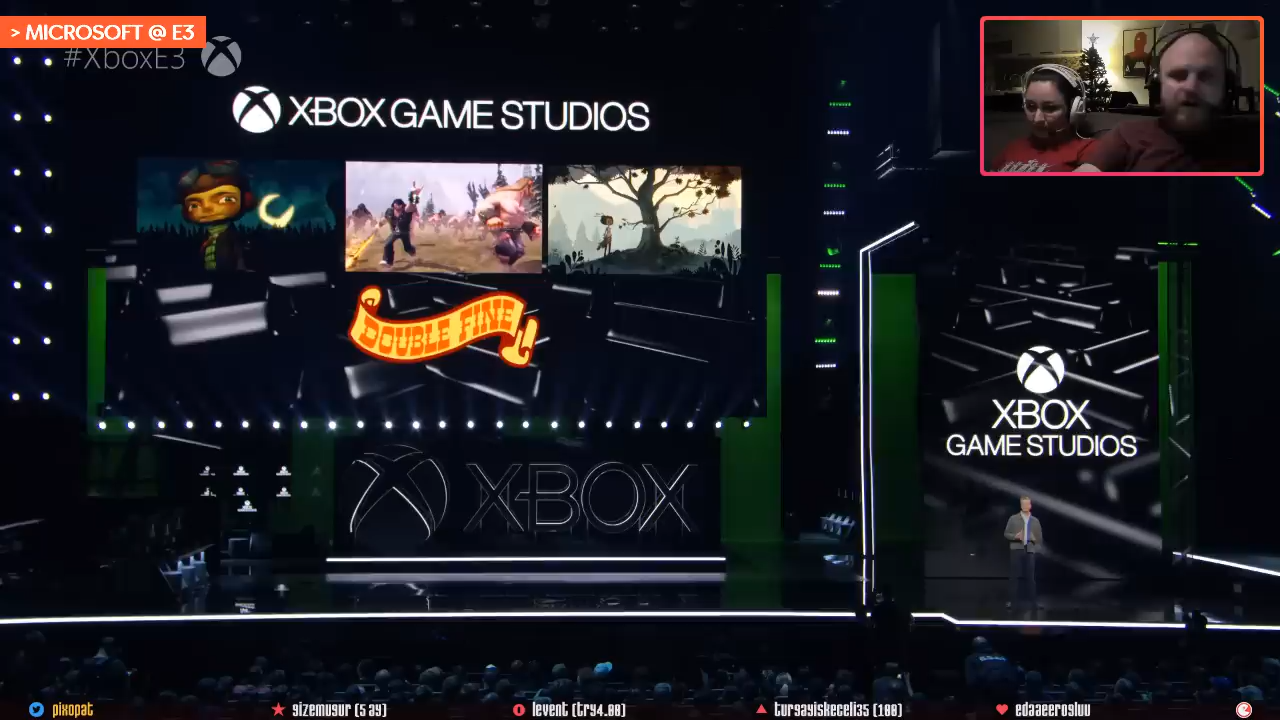 > MICROSOFT @ E3
#XboxE3
XBOX GAME STUDIOS
DOUBLE FINE
XBOX
GAME STUDIOS
XBOX
pixopat
gizemugur (5 ay)
levent (try4.00)
turgayiskeceli35 (100)
edaaeerogluu